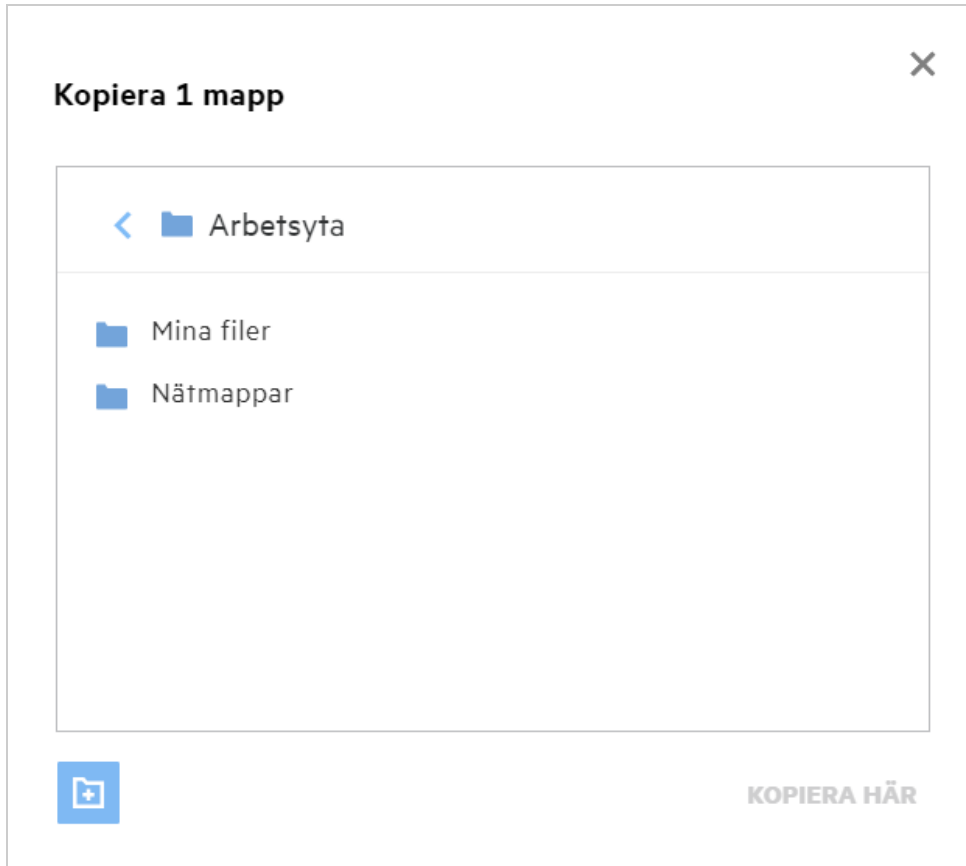 Kopiera 1 mapp
Arbetsyta
Mina filer
Nätmappar
KOPIERA HÄR